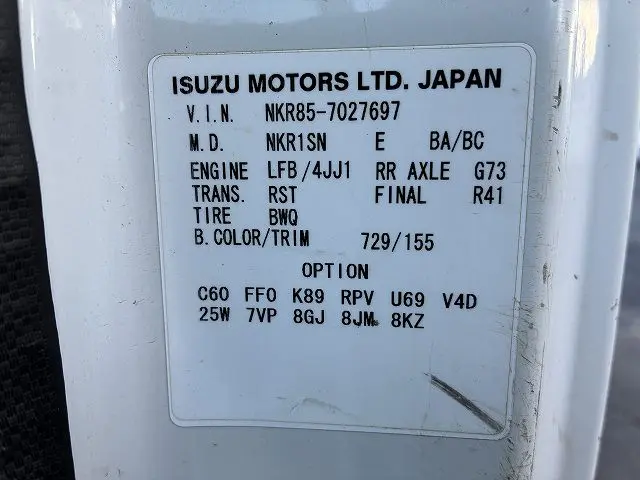 ISUZU MOTORS LTD. JAPAN
V.I.N. NKR85-7027697
M.D. NKR1SN E BA/BC
ENGINE LFB/4JJ1 RR AXLE G73
TRANS. RST FINAL R41
TIRE BWQ
B.COLOR/TRIM 729/155
OPTION
C60 FF0 K89 RPV U69 V4D
25W 7VP 8GJ 8JM 8KZ